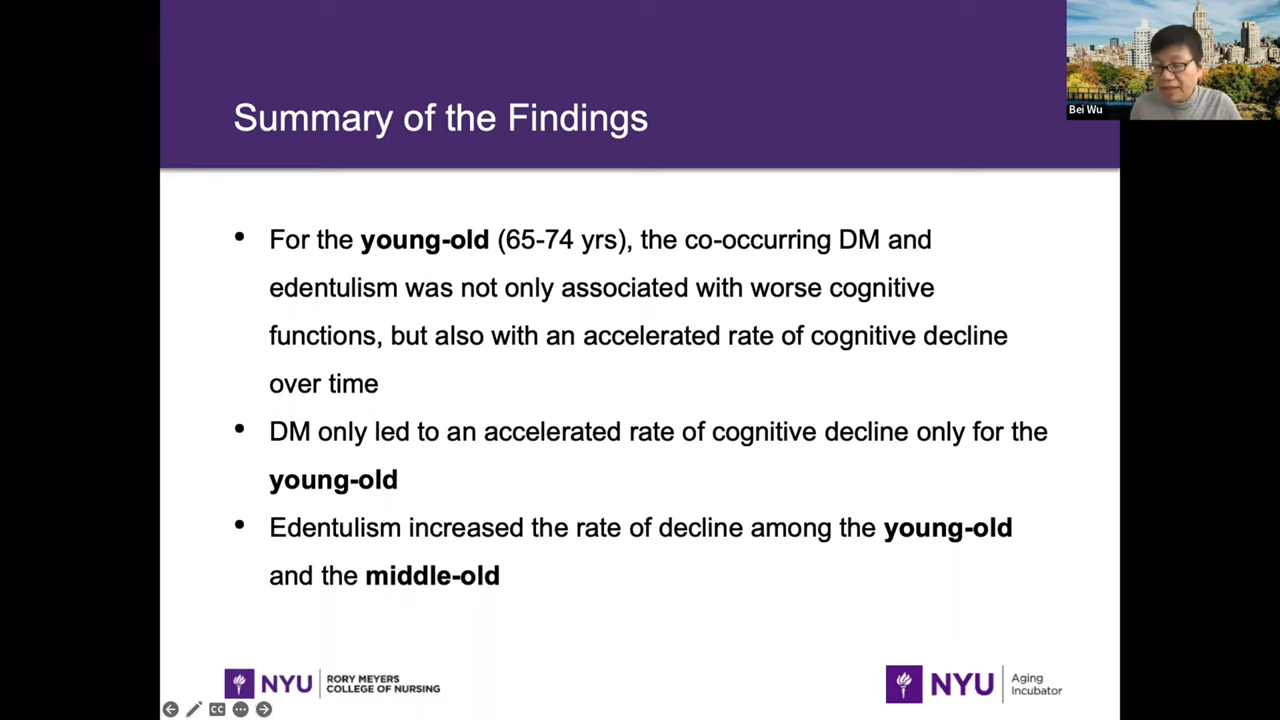 Bei Wu
Summary of the Findings
• For the young-old (65-74 yrs), the co-occurring DM and
edentulism was not only associated with worse cognitive
functions, but also with an accelerated rate of cognitive decline
over time
• DM only led to an accelerated rate of cognitive decline only for the
young-old
• Edentulism increased the rate of decline among the young-old
and the middle-old
NYU
RORY MEYERS
COLLEGE OF NURSING
NYU
Aging
Incubator
CC